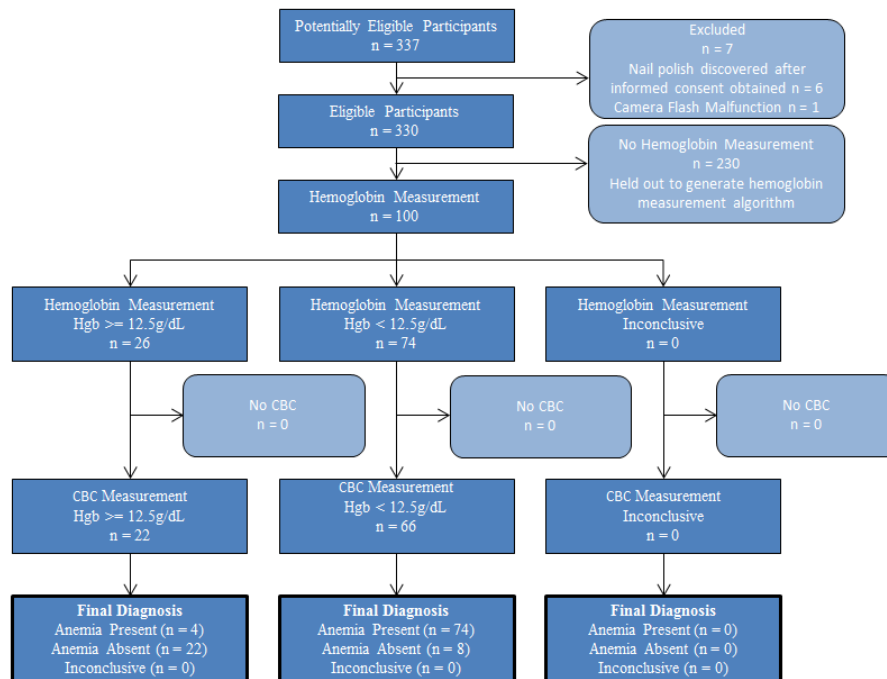 Potentially Eligible Participants
n = 337
Excluded
n = 7
Nail polish discovered after
informed consent obtained n = 6
Camera Flash Malfunction n = 1
Eligible Participants
n = 330
No Hemoglobin Measurement
n = 230
Held out to generate hemoglobin
measurement algorithm
Hemoglobin Measurement
n = 100
Hemoglobin Measurement
Hgb >= 12.5g/dL
n = 26
Hemoglobin Measurement
Hgb < 12.5g/dL
n = 74
Hemoglobin Measurement
Inconclusive
n = 0
No CBC
n = 0
No CBC
n = 0
No CBC
n = 0
CBC Measurement
Hgb >= 12.5g/dL
n = 22
CBC Measurement
Hgb < 12.5g/dL
n = 66
CBC Measurement
Inconclusive
n = 0
Final Diagnosis
Anemia Present (n = 4)
Anemia Absent (n = 22)
Inconclusive (n = 0)
Final Diagnosis
Anemia Present (n = 74)
Anemia Absent (n = 8)
Inconclusive (n = 0)
Final Diagnosis
Anemia Present (n = 0)
Anemia Absent (n = 0)
Inconclusive (n = 0)